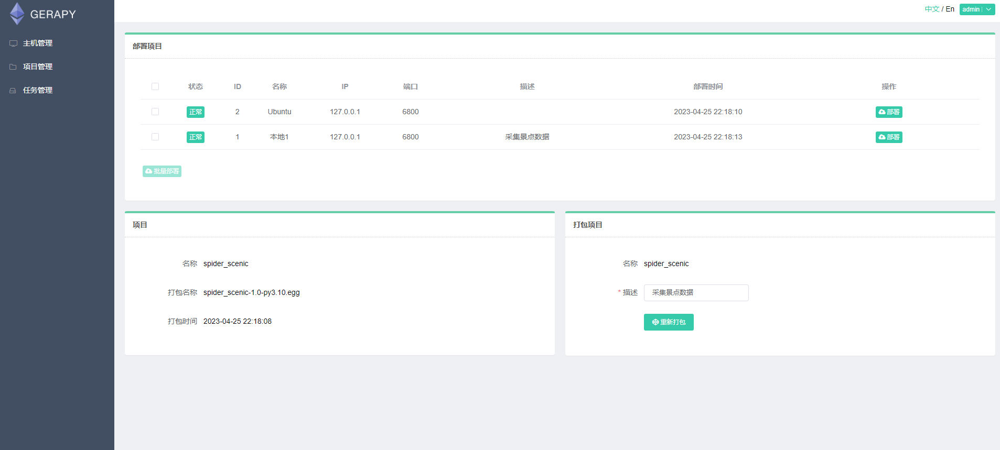 GERAPY
中文 / En admin
主机管理
项目管理
任务管理
部署项目
状态 ID 名称 IP 端口 描述 部署时间 操作
正常 2 Ubuntu 127.0.0.1 6800 2023-04-25 22:18:10 部署
正常 1 本地1 127.0.0.1 6800 采集景点数据 2023-04-25 22:18:13 部署
批量部署
项目
名称 spider_scenic
打包名称 spider_scenic-1.0-py3.10.egg
打包时间 2023-04-25 22:18:08
打包项目
名称 spider_scenic
* 描述 采集景点数据
重新打包